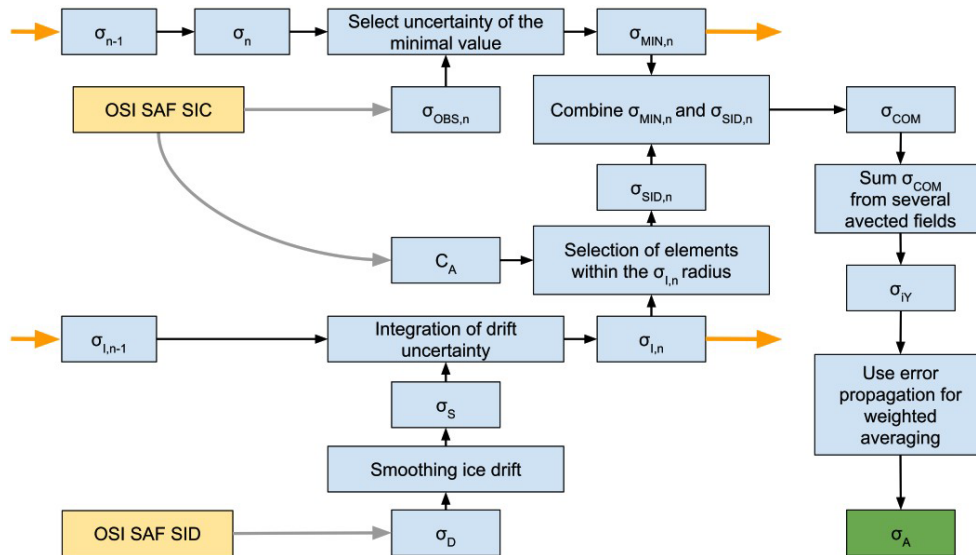 σn-1
σn
Select uncertainty of the
minimal value
σMIN,n
OSI SAF SIC
σOBS,n
Combine σMIN,n and σSID,n
σCOM
σSID,n
Sum σCOM
from several
avected fields
CA
Selection of elements
within the σI,n radius
σiY
σI,n-1
Integration of drift
uncertainty
σI,n
Use error
propagation for
weighted
averaging
σS
Smoothing ice drift
OSI SAF SID
σD
σA